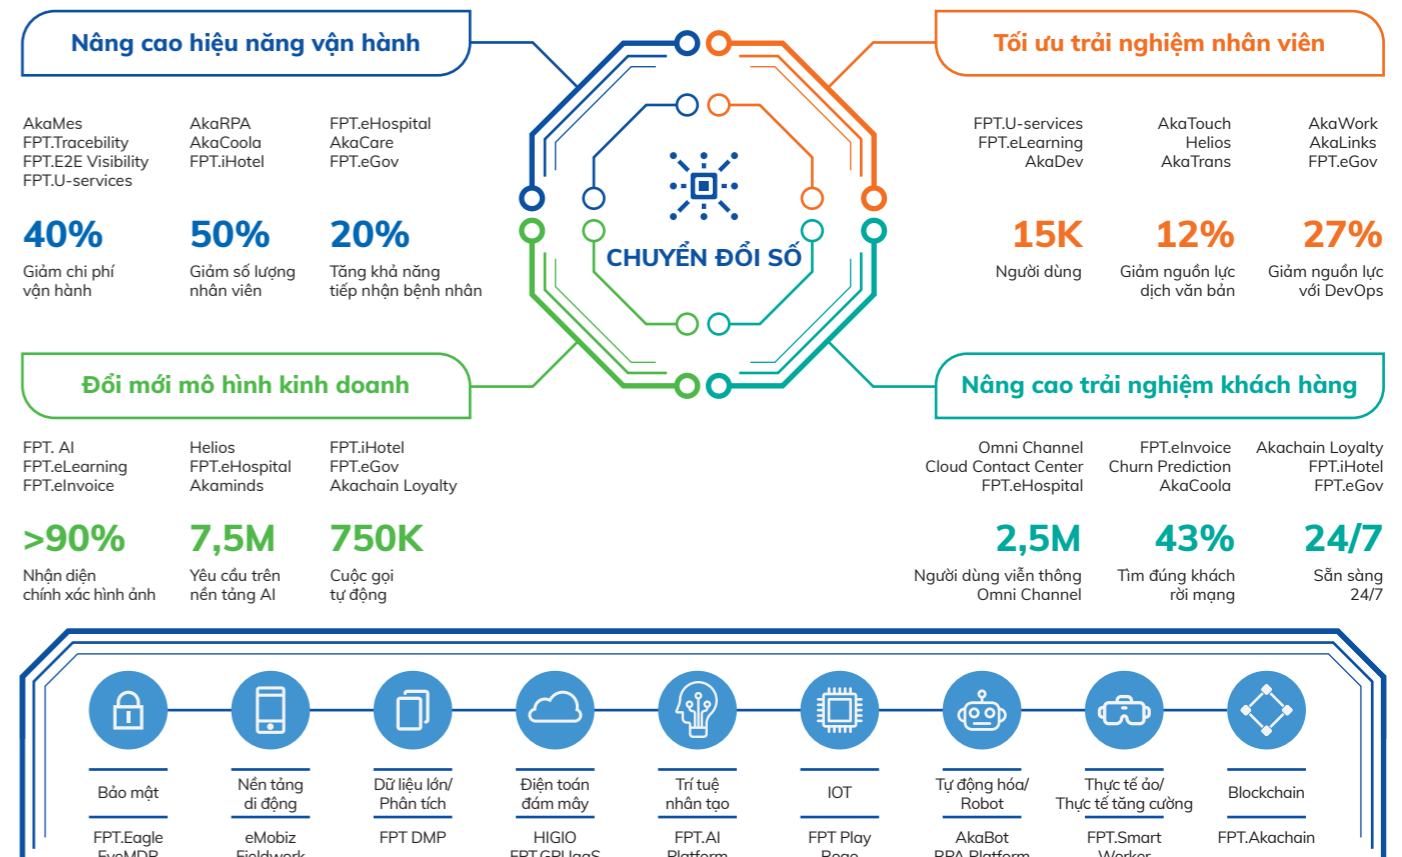 Nâng cao hiệu năng vận hành
AkaMes
FPT.Tracebility
FPT.E2E Visibility
FPT.U-services
AkaRPA
AkaCoola
FPT.iHotel
FPT.eHospital
AkaCare
FPT.eGov
40%
Giảm chi phí
vận hành
50%
Giảm số lượng
nhân viên
20%
Tăng khả năng
tiếp nhận bệnh nhân
CHUYỂN ĐỔI SỐ
Tối ưu trải nghiệm nhân viên
FPT.U-services
FPT.eLearning
AkaDev
AkaTouch
Helios
AkaTrans
AkaWork
AkaLinks
FPT.eGov
15K
Người dùng
12%
Giảm nguồn lực
dịch văn bản
27%
Giảm nguồn lực
với DevOps
Đổi mới mô hình kinh doanh
FPT. AI
FPT.eLearning
FPT.eInvoice
Helios
FPT.eHospital
Akaminds
FPT.iHotel
FPT.eGov
Akachain Loyalty
>90%
Nhận diện
chính xác hình ảnh
7,5M
Yêu cầu trên
nền tảng AI
750K
Cuộc gọi
tự động
Nâng cao trải nghiệm khách hàng
Omni Channel
Cloud Contact Center
FPT.eHospital
FPT.eInvoice
Churn Prediction
AkaCoola
Akachain Loyalty
FPT.iHotel
FPT.eGov
2,5M
Người dùng viễn thông
Omni Channel
43%
Tìm đúng khách
rời mạng
24/7
Sẵn sàng
24/7
Bảo mật
FPT.Eagle
EyeMDR
Nền tảng
di động
eMobiz
Fieldwork
Dữ liệu lớn/
Phân tích
FPT DMP
Điện toán
đám mây
HIGIO
FPT.GPUaaS
Trí tuệ
nhân tạo
FPT.AI
Platform
IOT
FPT Play
Rogo
Tự động hóa/
Robot
AkaBot
RPA Platform
Thực tế ảo/
Thực tế tăng cường
FPT.Smart
Worker
Blockchain
FPT.Akachain